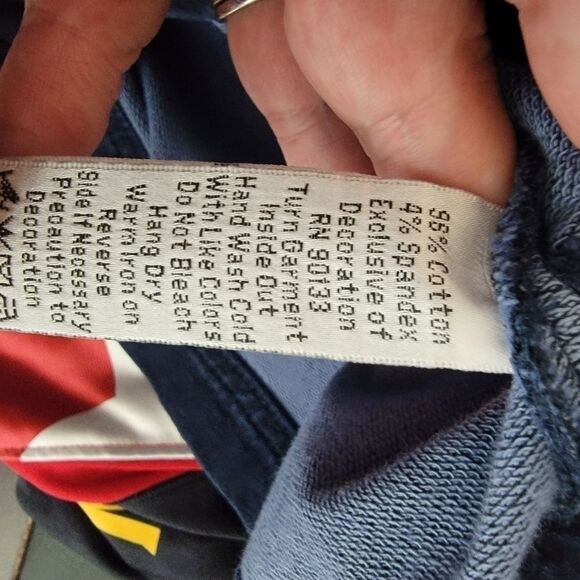 96% Cotton
4% Spandex
Exclusive of
Decoration
RN 90133
Turn Garment
Inside Out
Hand Wash Cold
With Like Colors
Do Not Bleach
Hang Dry
Warm Iron on
Reverse
Side If Necessry
Precaution to
Decoration